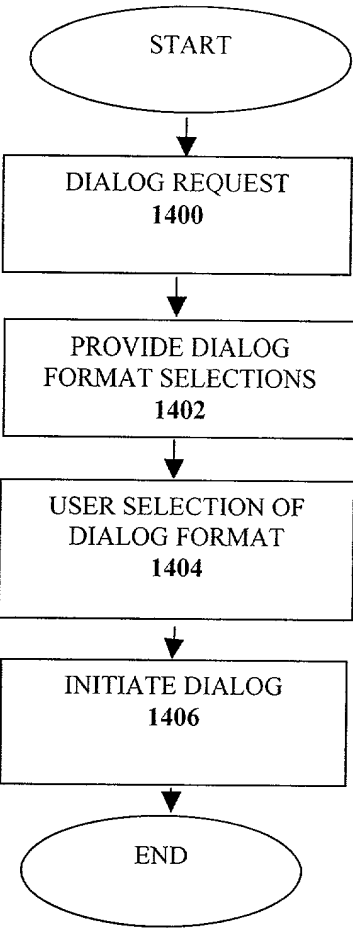 START
DIALOG REQUEST
1400
PROVIDE DIALOG
FORMAT SELECTIONS
1402
USER SELECTION OF
DIALOG FORMAT
1404
INITIATE DIALOG
1406
END